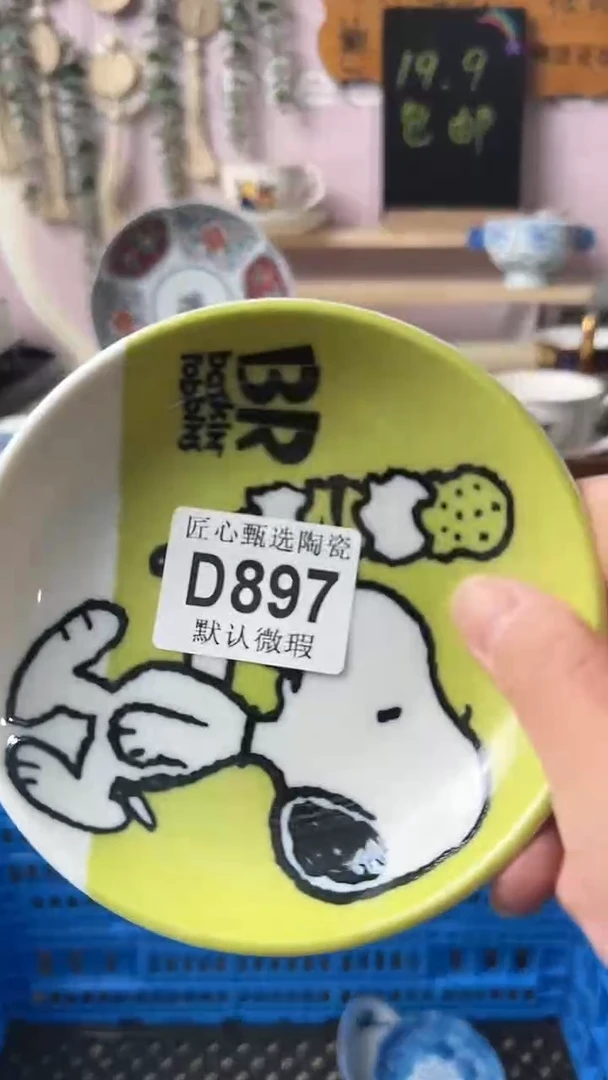 19.9
包邮
BR
baskin
robbins
匠心甄选陶瓷
D897
默认微瑕